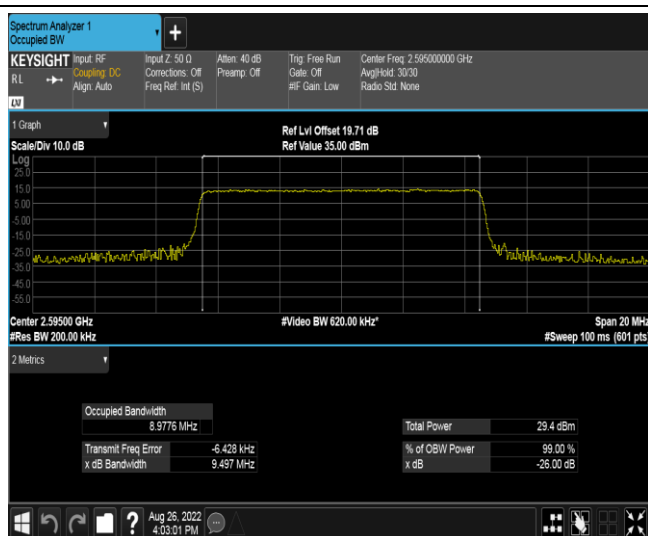 Spectrum Analyzer 1
Occupied BW
+
KEYSIGHT
RL
LXI
Input: RF
Coupling: DC
Align: Auto
Input Z: 50 Ω
Corrections: Off
Freq Ref: Int (S)
Atten: 40 dB
Preamp: Off
Trig: Free Run
Gate: Off
#IF Gain: Low
Center Freq: 2.595000000 GHz
Avg|Hold: 30/30
Radio Std: None
1 Graph
Scale/Div 10.0 dB
Ref Lvl Offset 19.71 dB
Ref Value 35.00 dBm
Log
25.0
15.0
5.00
-5.00
-15.0
-25.0
-35.0
-45.0
-55.0
Center 2.59500 GHz
#Res BW 200.00 kHz
#Video BW 620.00 kHz*
Span 20 MHz
#Sweep 100 ms (601 pts)
2 Metrics
Occupied Bandwidth
8.9776 MHz
Transmit Freq Error -6.428 kHz
x dB Bandwidth 9.497 MHz
Total Power 29.4 dBm
% of OBW Power 99.00 %
x dB -26.00 dB
?
Aug 26, 2022
4:03:01 PM